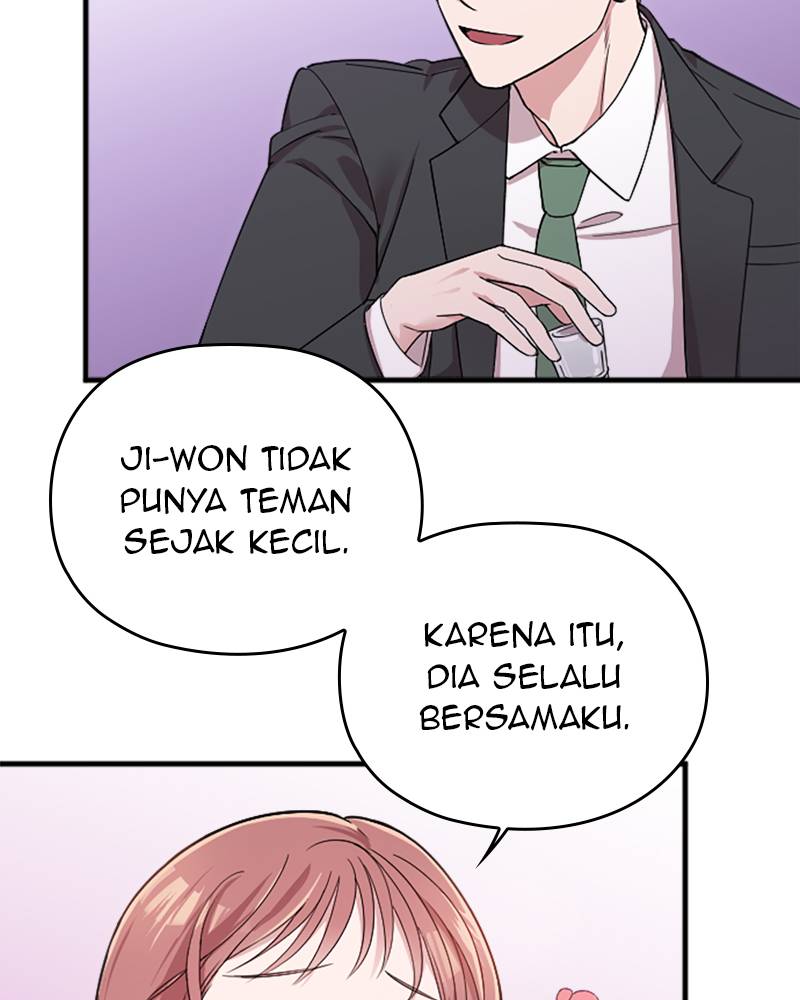 JI-WON TIDAK
PUNYA TEMAN
SEJAK KECIL.
KARENA ITU,
DIA SELALU
BERSAMAKU.